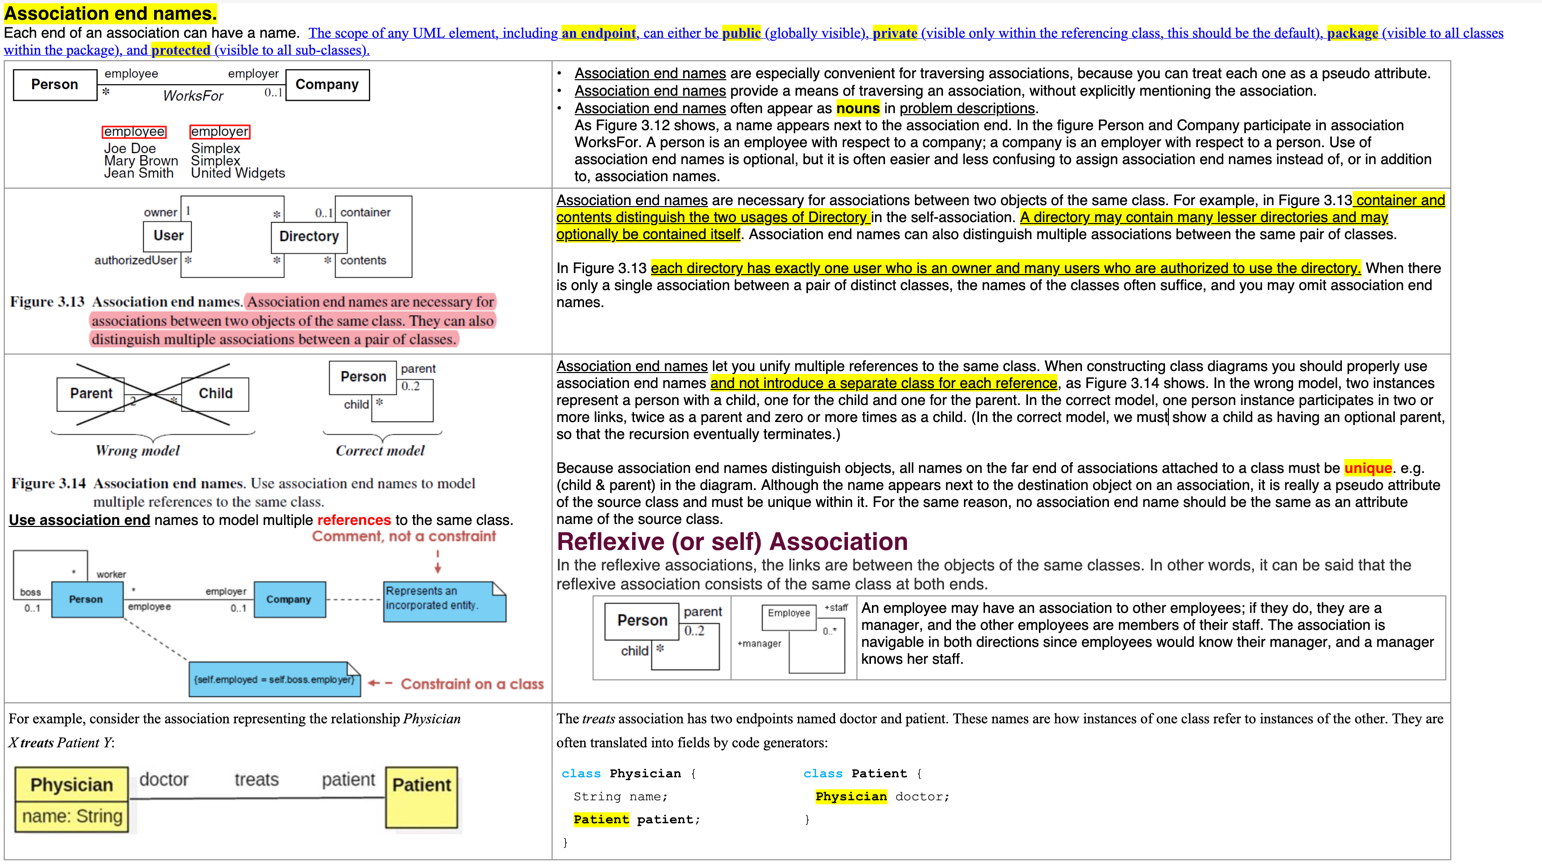 Association end names.
Each end of an association can have a name. The scope of any UML element, including an endpoint, can either be public (globally visible), private (visible only within the referencing class, this should be the default), package (visible to all classes
within the package), and protected (visible to all sub-classes).
Person employee employer Company
* WorksFor 0..1
employee employer
Joe Doe Simplex
Mary Brown Simplex
Jean Smith United Widgets
• Association end names are especially convenient for traversing associations, because you can treat each one as a pseudo attribute.
• Association end names provide a means of traversing an association, without explicitly mentioning the association.
• Association end names often appear as nouns in problem descriptions.
As Figure 3.12 shows, a name appears next to the association end. In the figure Person and Company participate in association
WorksFor. A person is an employee with respect to a company; a company is an employer with respect to a person. Use of
association end names is optional, but it is often easier and less confusing to assign association end names instead of, or in addition
to, association names.
owner 1 * 0..1 container
User Directory
authorizedUser * * * contents
Figure 3.13 Association end names. Association end names are necessary for
associations between two objects of the same class. They can also
distinguish multiple associations between a pair of classes.
Association end names are necessary for associations between two objects of the same class. For example, in Figure 3.13 container and
contents distinguish the two usages of Directory in the self-association. A directory may contain many lesser directories and may
optionally be contained itself. Association end names can also distinguish multiple associations between the same pair of classes.
In Figure 3.13 each directory has exactly one user who is an owner and many users who are authorized to use the directory. When there
is only a single association between a pair of distinct classes, the names of the classes often suffice, and you may omit association end
names.
Parent 2 * Child
Wrong model
Person parent
0..2
child *
Correct model
Figure 3.14 Association end names. Use association end names to model
multiple references to the same class.
Use association end names to model multiple references to the same class.
Comment, not a constraint
* worker
boss Person * employer Company Represents an
0..1 employee 0..1 incorporated entity.
{self.employed = self.boss.employer}
Constraint on a class
Association end names let you unify multiple references to the same class. When constructing class diagrams you should properly use
association end names and not introduce a separate class for each reference, as Figure 3.14 shows. In the wrong model, two instances
represent a person with a child, one for the child and one for the parent. In the correct model, one person instance participates in two or
more links, twice as a parent and zero or more times as a child. (In the correct model, we must show a child as having an optional parent,
so that the recursion eventually terminates.)
Because association end names distinguish objects, all names on the far end of associations attached to a class must be unique. e.g.
(child & parent) in the diagram. Although the name appears next to the destination object on an association, it is really a pseudo attribute
of the source class and must be unique within it. For the same reason, no association end name should be the same as an attribute
name of the source class.
Reflexive (or self) Association
In the reflexive associations, the links are between the objects of the same classes. In other words, it can be said that the
reflexive association consists of the same class at both ends.
Person parent
0..2
child *
Employee +staff
0..*
+manager
An employee may have an association to other employees; if they do, they are a
manager, and the other employees are members of their staff. The association is
navigable in both directions since employees would know their manager, and a manager
knows her staff.
For example, consider the association representing the relationship Physician
X treats Patient Y:
Physician doctor treats patient Patient
name: String
The treats association has two endpoints named doctor and patient. These names are how instances of one class refer to instances of the other. They are
often translated into fields by code generators:
class Physician {
String name;
Patient patient;
}
class Patient {
Physician doctor;
}